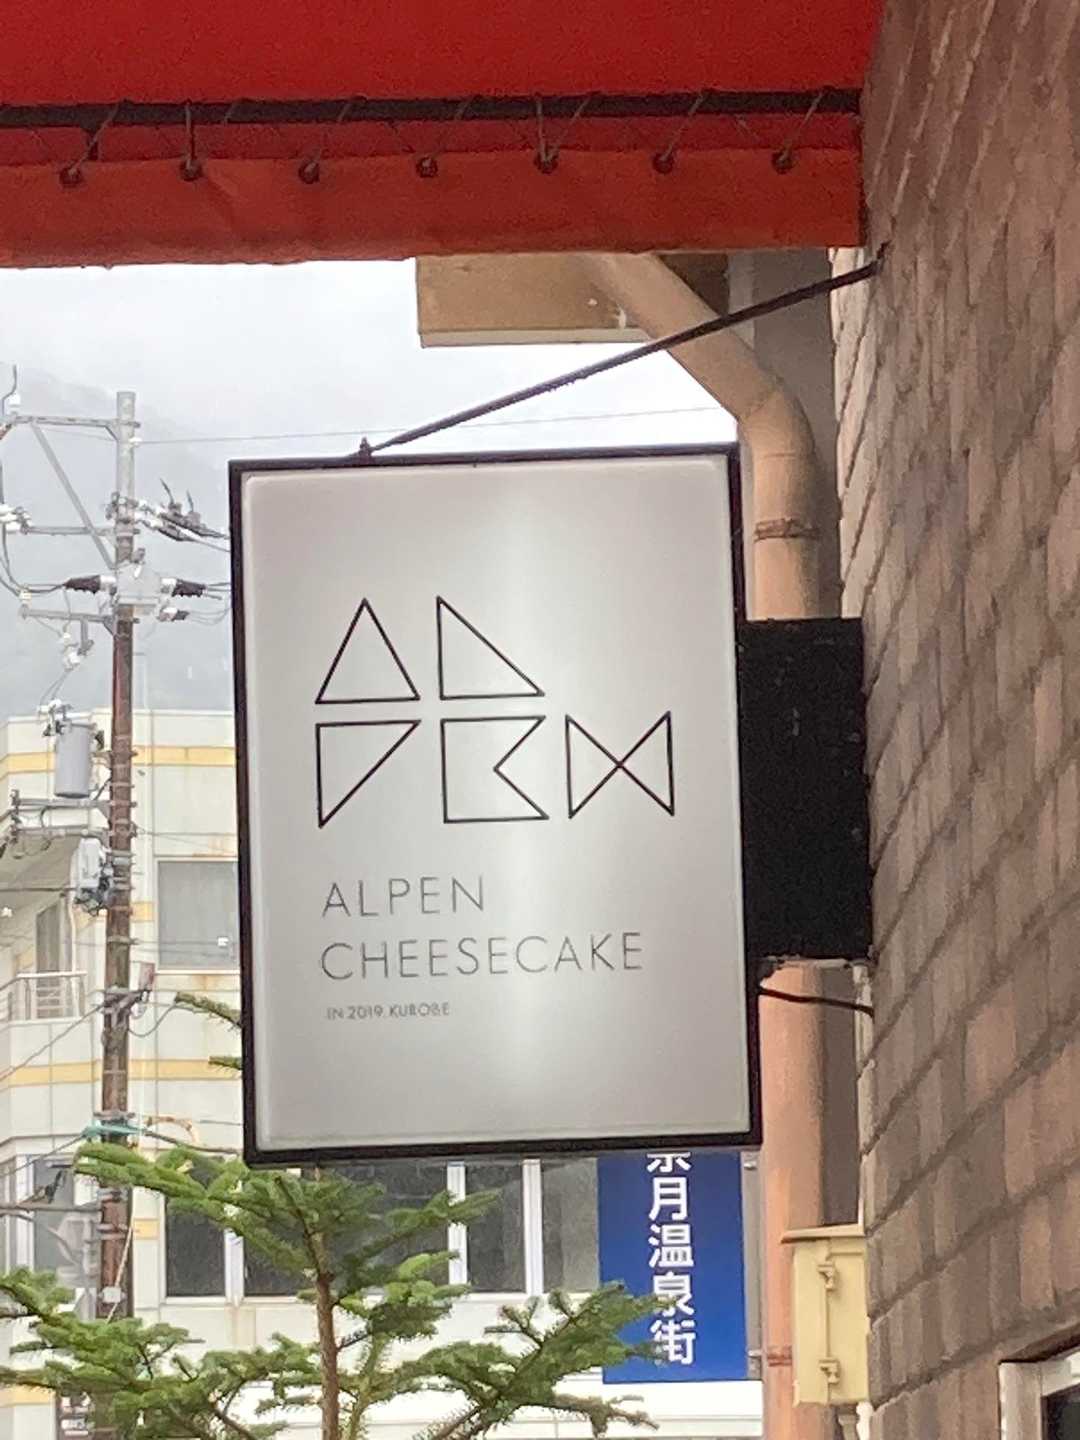 ALPEN
CHEESECAKE
IN 2019, KUROBE
月温泉街